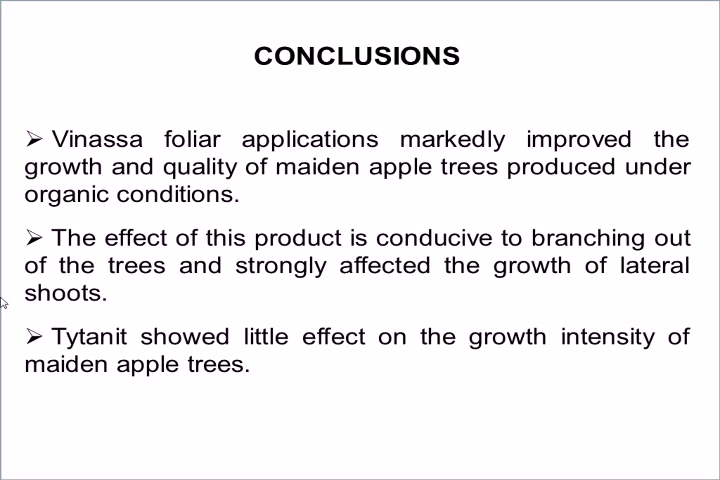 CONCLUSIONS
➢ Vinassa foliar applications markedly improved the
growth and quality of maiden apple trees produced under
organic conditions.
➢ The effect of this product is conducive to branching out
of the trees and strongly affected the growth of lateral
shoots.
➢ Tytanit showed little effect on the growth intensity of
maiden apple trees.